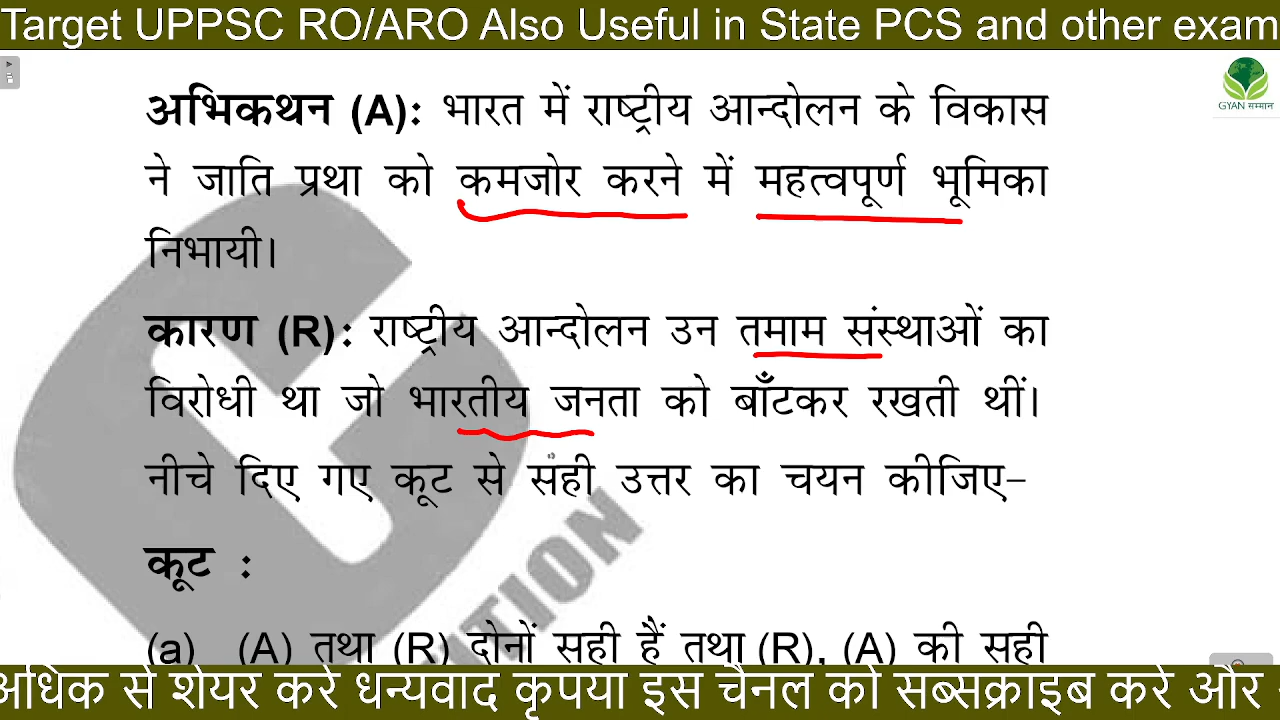 Target UPPSC RO/ARO Also Useful in State PCS and other exam
GYAN सम्मान
अभिकथन (A): भारत में राष्ट्रीय आन्दोलन के विकास
ने जाति प्रथा को कमजोर करने में महत्वपूर्ण भूमिका
निभायी।
कारण (R): राष्ट्रीय आन्दोलन उन तमाम संस्थाओं का
विरोधी था जो भारतीय जनता को बाँटकर रखती थीं।
नीचे दिए गए कूट से सही उत्तर का चयन कीजिए–
कूट :
(a) (A) तथा (R) दोनों सही हैं तथा (R), (A) की सही
अधिक से शेयर करे धन्यवाद कृपया इस चैनल को सब्सक्राइब करे और